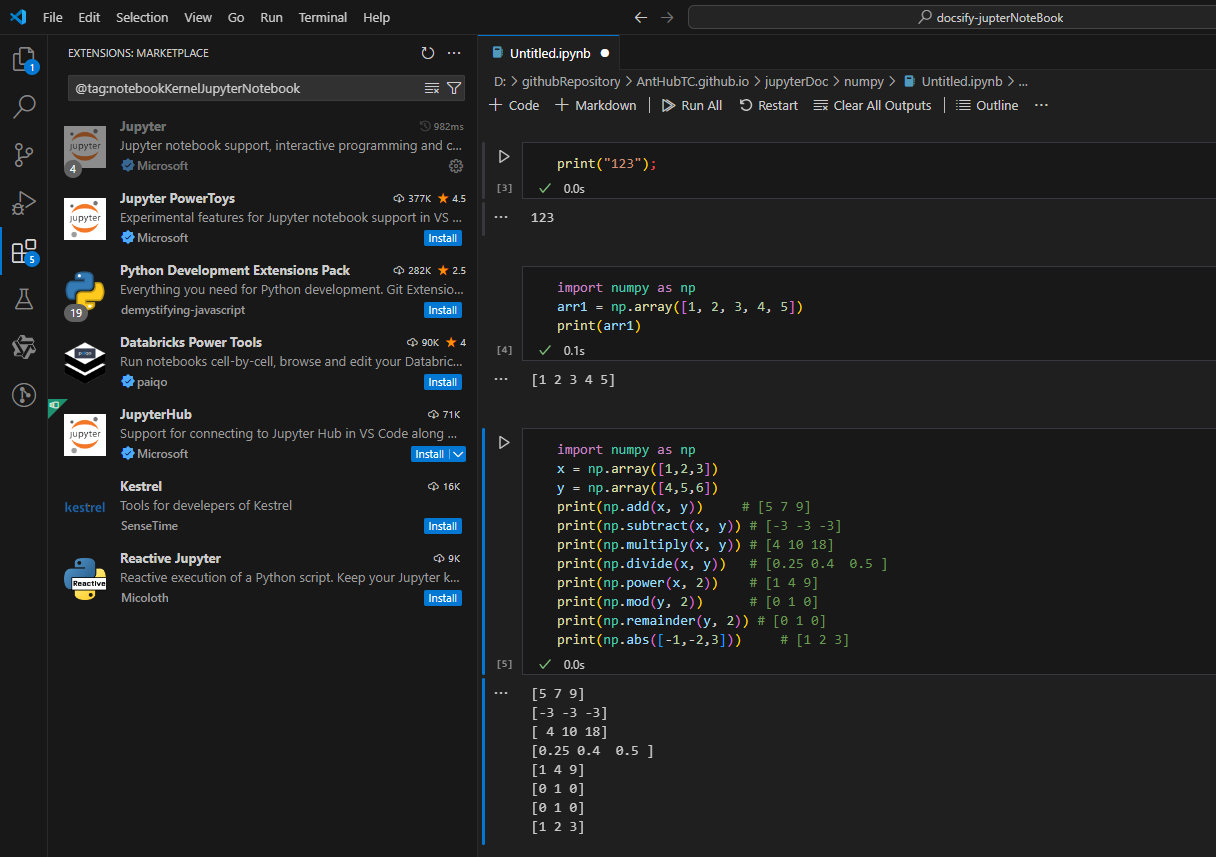 File Edit Selection View Go Run Terminal Help
docsify-jupterNoteBook
EXTENSIONS: MARKETPLACE
@tag:notebookKernelJupyterNotebook
1
5
Jupyter 982ms
Jupyter notebook support, interactive programming and c...
Microsoft
jupyter
4
Jupyter PowerToys 377K 4.5
Experimental features for Jupyter notebook support in VS ...
Microsoft Install
jupyter
Python Development Extensions Pack 282K 2.5
Everything you need for Python development. Git Extensio...
demystifying-javascript Install
19
Databricks Power Tools 90K 4
Run notebooks cell-by-cell, browse and edit your Databric...
paiqo Install
JupyterHub 71K
Support for connecting to Jupyter Hub in VS Code along ...
Microsoft Install
jupyter
Kestrel 16K
Tools for develepers of Kestrel
SenseTime Install
kestrel
Reactive Jupyter 9K
Reactive execution of a Python script. Keep your Jupyter k...
Micoloth Install
Reactive
Untitled.ipynb
D: > githubRepository > AntHubTC.github.io > jupyterDoc > numpy > Untitled.ipynb > ...
Code Markdown Run All Restart Clear All Outputs Outline ...
print("123");
[3] 0.0s
123
import numpy as np
arr1 = np.array([1, 2, 3, 4, 5])
print(arr1)
[4] 0.1s
[1 2 3 4 5]
import numpy as np
x = np.array([1,2,3])
y = np.array([4,5,6])
print(np.add(x, y))     # [5 7 9]
print(np.subtract(x, y)) # [-3 -3 -3]
print(np.multiply(x, y)) # [4 10 18]
print(np.divide(x, y))   # [0.25 0.4  0.5 ]
print(np.power(x, 2))    # [1 4 9]
print(np.mod(y, 2))      # [0 1 0]
print(np.remainder(y, 2)) # [0 1 0]
print(np.abs([-1,-2,3]))     # [1 2 3]
[5] 0.0s
[5 7 9]
[-3 -3 -3]
[ 4 10 18]
[0.25 0.4  0.5 ]
[1 4 9]
[0 1 0]
[0 1 0]
[1 2 3]